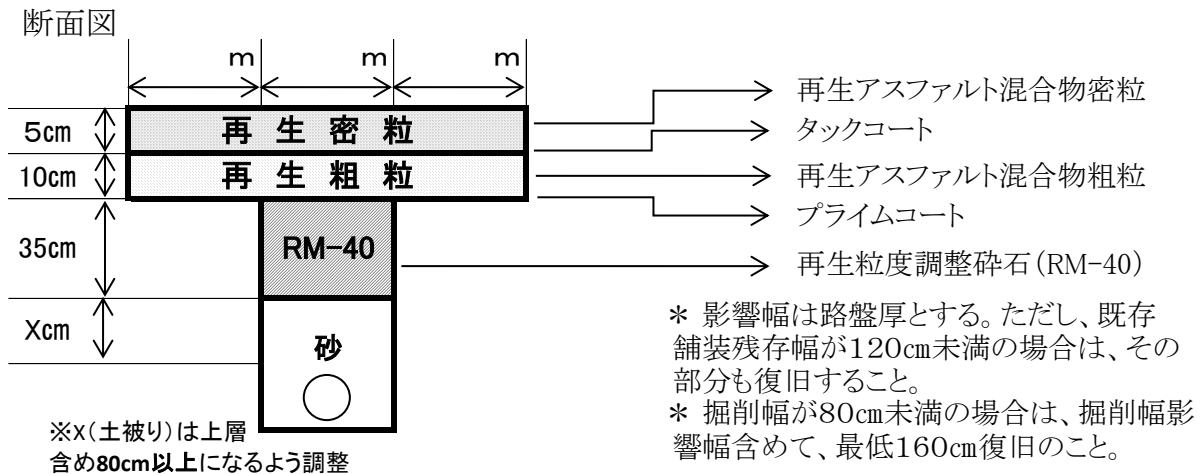 断面図
m m m
5cm
再生密粒
10cm
再生粗粒
35cm
RM-40
Xcm
砂
※X(土被り)は上層
含め80cm以上になるよう調整
再生アスファルト混合物密粒
タックコート
再生アスファルト混合物粗粒
プライムコート
再生粒度調整砕石(RM-40)
* 影響幅は路盤厚とする。ただし、既存
舗装残存幅が120cm未満の場合は、その
部分も復旧すること。
* 掘削幅が80cm未満の場合は、掘削幅影
響幅含めて、最低160cm復旧のこと。